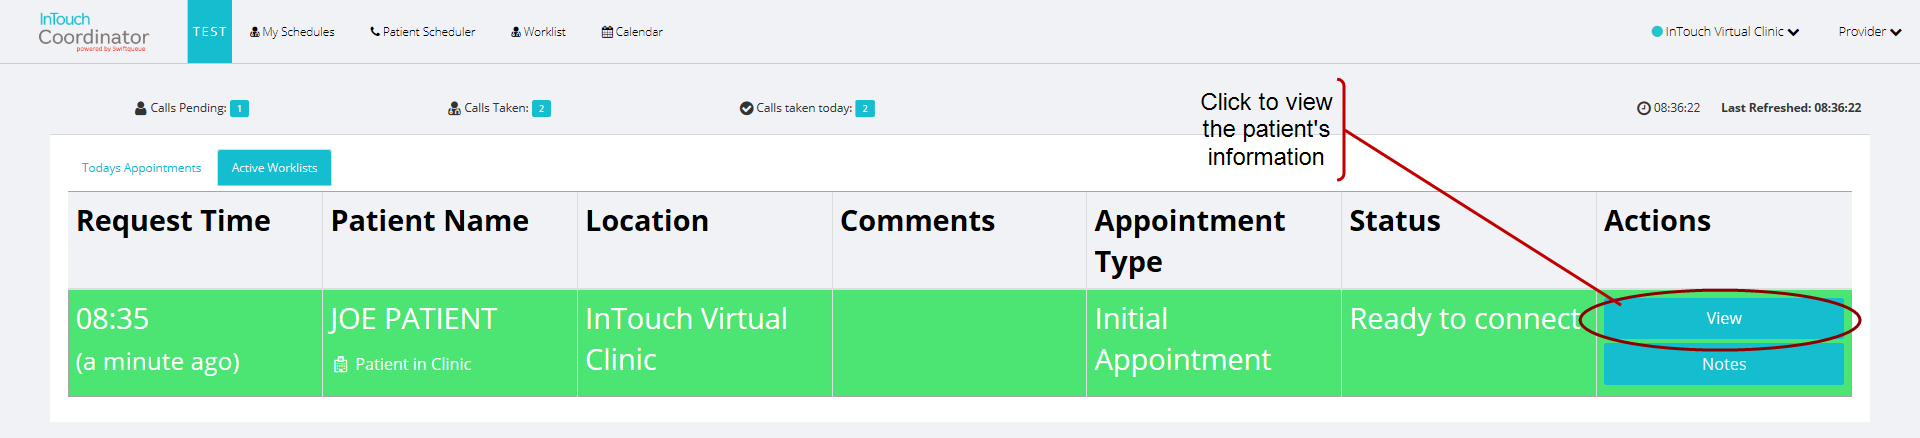 InTouch
Coordinator
powered by Swiftqueue
TEST
My Schedules
Patient Scheduler
Worklist
Calendar
InTouch Virtual Clinic
Provider
Calls Pending: 1
Calls Taken: 2
Calls taken today: 2
Click to view
the patient's
information
08:36:22
Last Refreshed: 08:36:22
Todays Appointments
Active Worklists
Request Time
Patient Name
Location
Comments
Appointment
Type
Status
Actions
08:35
(a minute ago)
JOE PATIENT
Patient in Clinic
InTouch Virtual
Clinic
Initial
Appointment
Ready to connect
View
Notes